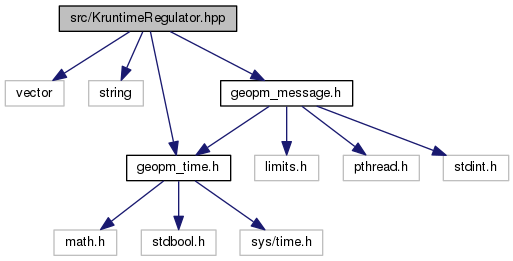 src/KruntimeRegulator.hpp
vector
string
geopm_message.h
geopm_time.h
limits.h
pthread.h
stdint.h
math.h
stdbool.h
sys/time.h